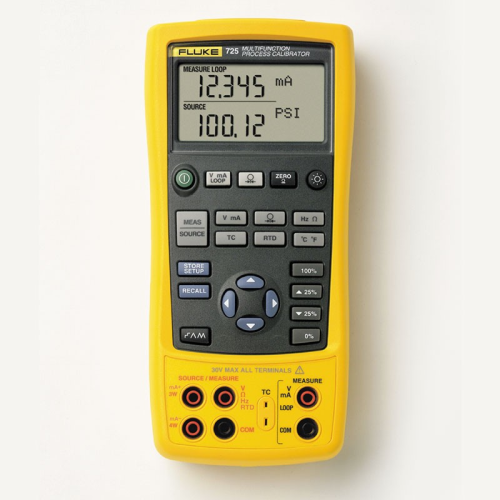 FLUKE 725 MULTIFUNCTION PROCESS CALIBRATOR
MEASURE LOOP
12.345 mA
SOURCE
100.12 PSI
V mA LOOP
ZERO
MEAS SOURCE
V mA
Hz Ω
TC
RTD
°C °F
STORE SETUP
100%
RECALL
▲ 25%
▼ 25%
0%
30V MAX ALL TERMINALS
SOURCE / MEASURE
MEASURE
mA+
3W
V
Ω
Hz
RTD
TC
V
mA
LOOP
mA-
4W
COM
COM